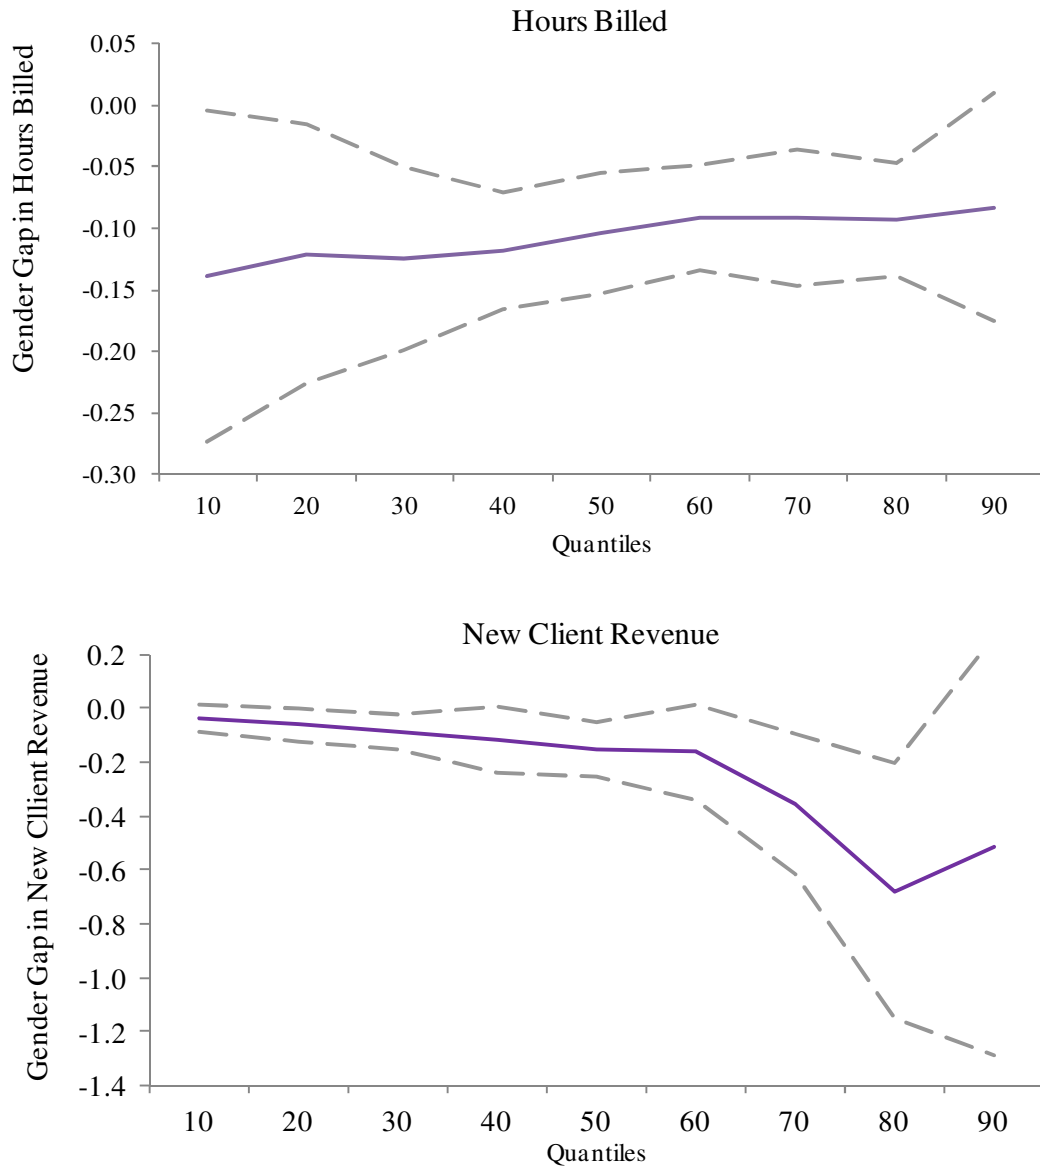 Hours Billed
Gender Gap in Hours Billed
0.05
0.00
-0.05
-0.10
-0.15
-0.20
-0.25
-0.30
10 20 30 40 50 60 70 80 90
Quantiles
New Client Revenue
Gender Gap in New Cllient Revenue
0.2
0.0
-0.2
-0.4
-0.6
-0.8
-1.0
-1.2
-1.4
10 20 30 40 50 60 70 80 90
Quantiles